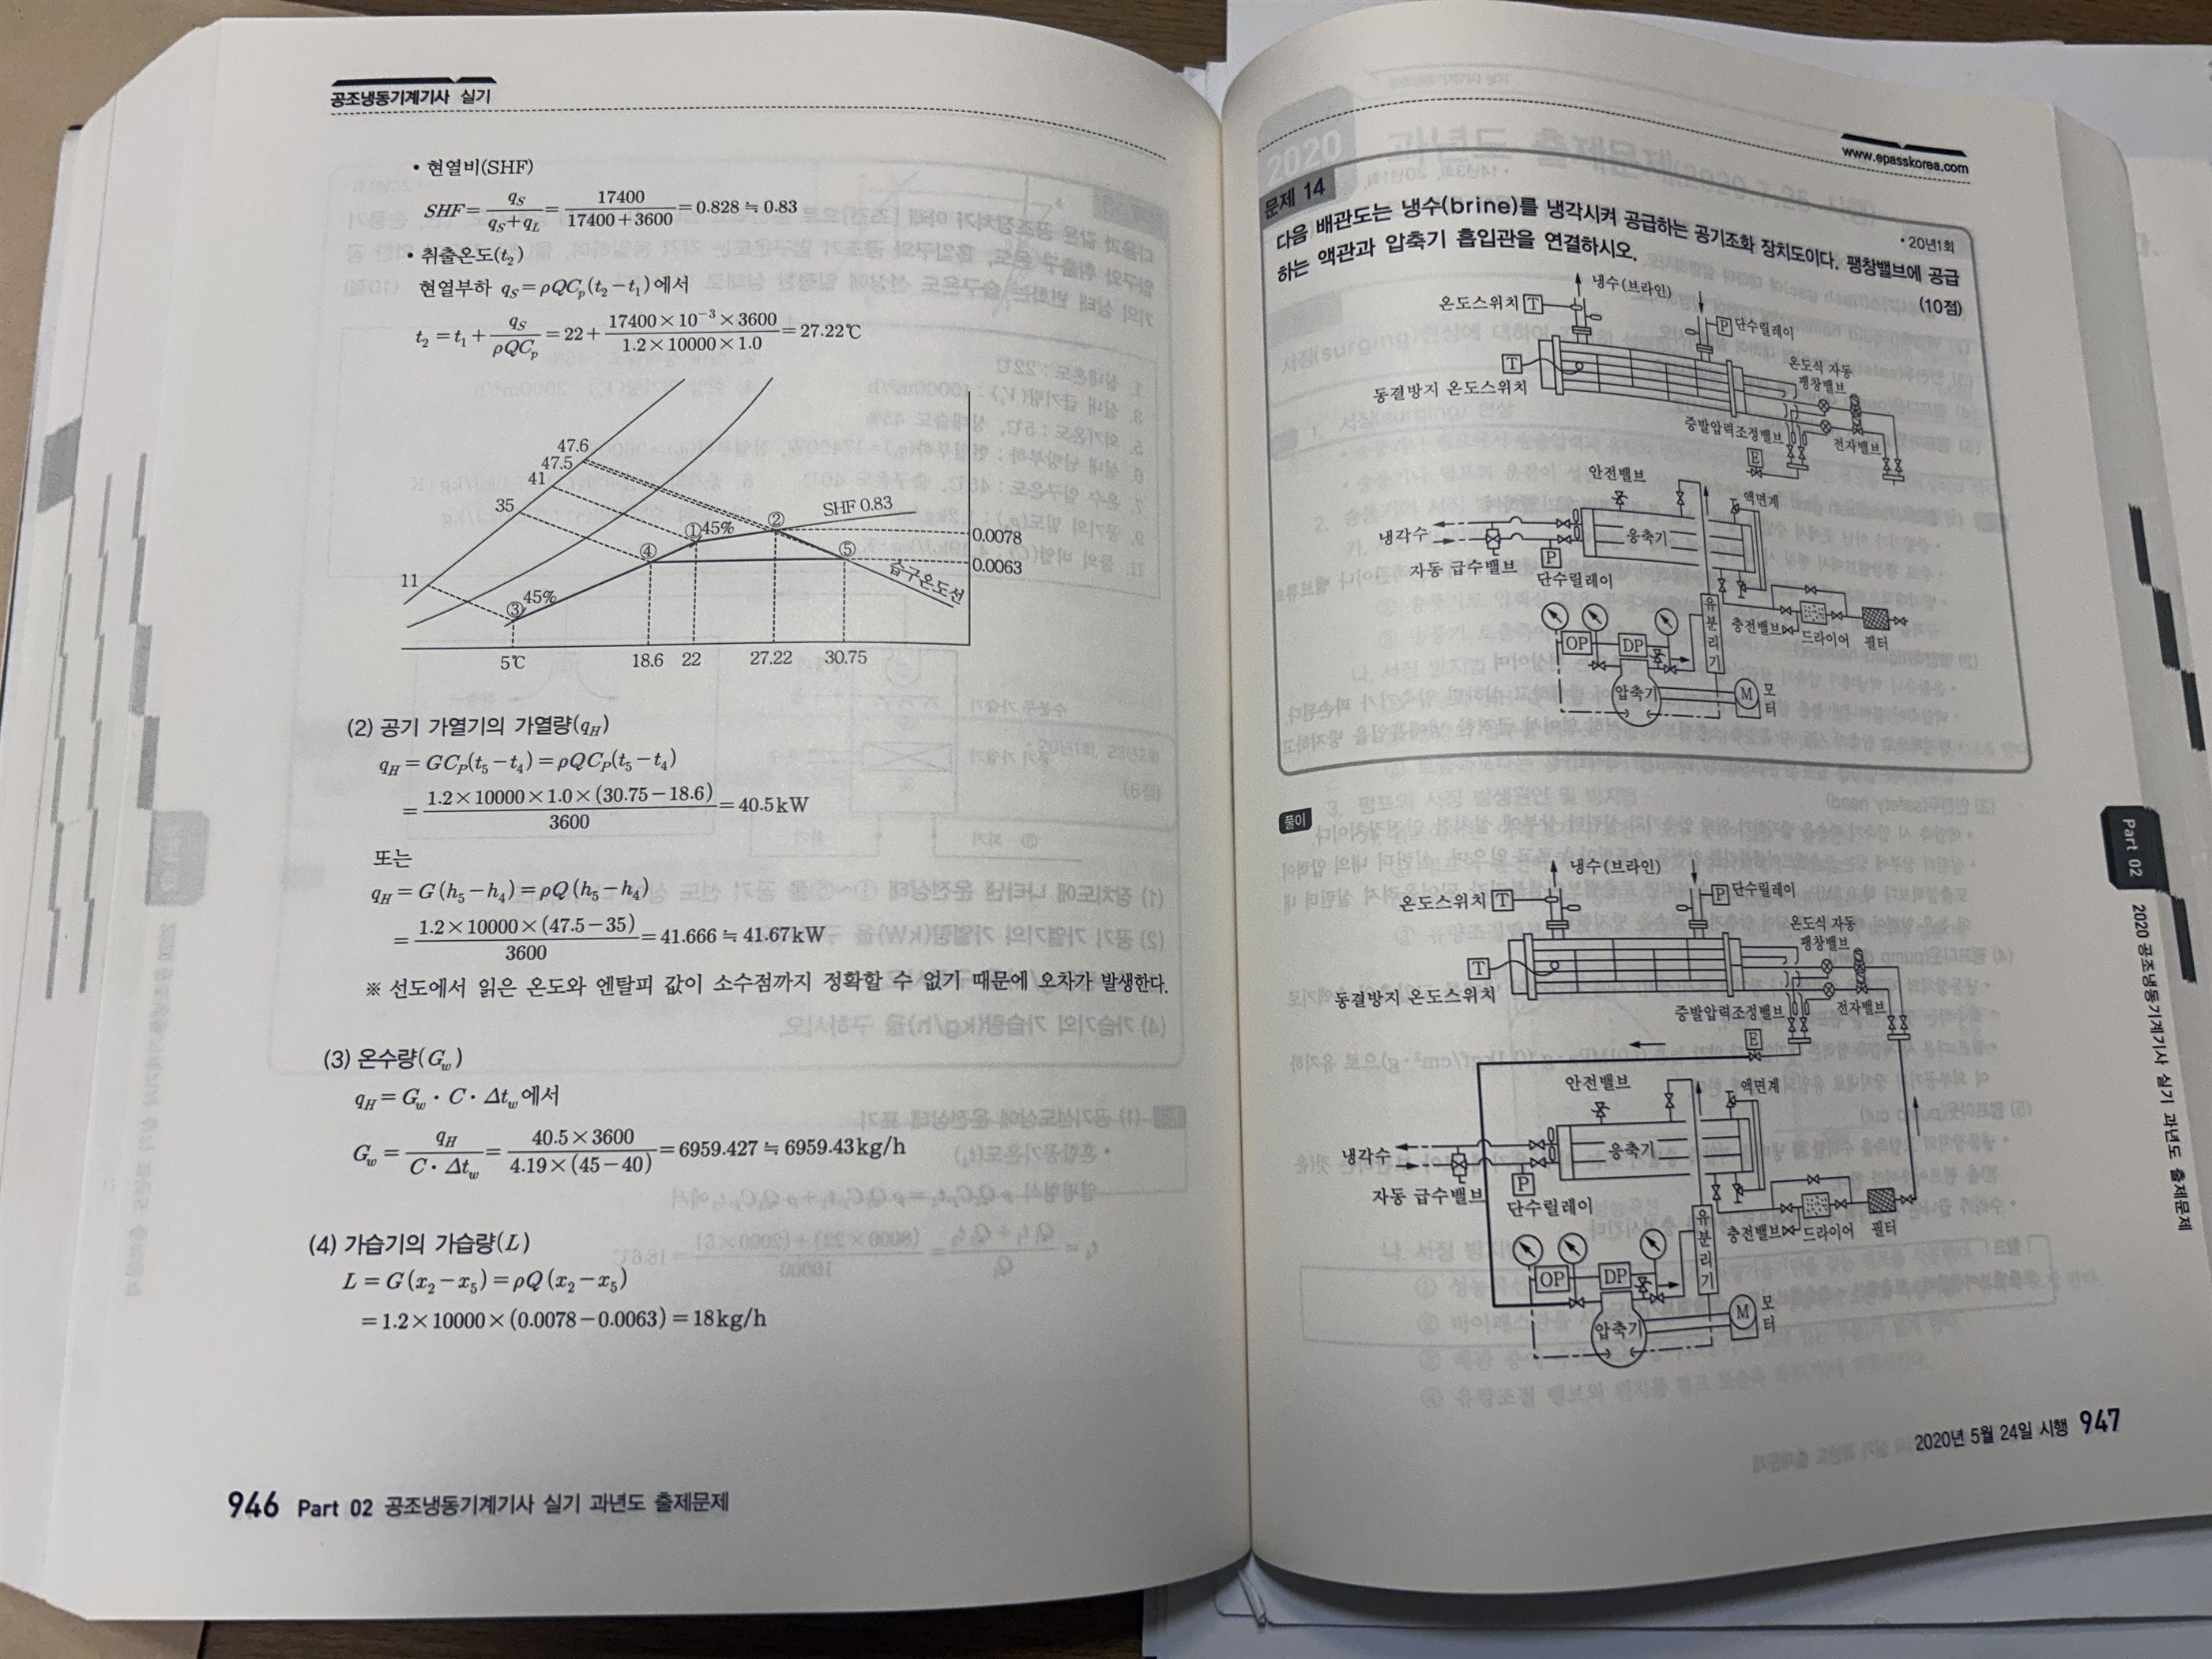 공조냉동기계기사 실기
• 현열비(SHF)
SHF = qS / (qS + qL) = 17400 / (17400 + 3600) = 0.828 ≒ 0.83
• 취출온도(t2)
현열부하 qS = ρQCp(t2 − t1)에서
t2 = t1 + qS / ρQCp = 22 + (17400 × 10⁻³ × 3600) / (1.2 × 10000 × 1.0) = 27.22℃
47.6
47.5
41
35
11
① 45%
②
SHF 0.83
③ 45%
④
⑤
습구온도선
0.0078
0.0063
5℃ 18.6 22 27.22 30.75
(2) 공기 가열기의 가열량(qH)
qH = GCP(t5 − t4) = ρQCP(t5 − t4)
= (1.2 × 10000 × 1.0 × (30.75 − 18.6)) / 3600 = 40.5kW
또는
qH = G(h5 − h4) = ρQ(h5 − h4)
= (1.2 × 10000 × (47.5 − 35)) / 3600 = 41.666 ≒ 41.67kW
※ 선도에서 읽은 온도와 엔탈피 값이 소수점까지 정확할 수 없기 때문에 오차가 발생한다.
(3) 온수량(Gw)
qH = Gw · C · Δtw에서
Gw = qH / (C · Δtw) = (40.5 × 3600) / (4.19 × (45 − 40)) = 6959.427 ≒ 6959.43kg/h
(4) 가습기의 가습량(L)
L = G(x2 − x5) = ρQ(x2 − x5)
= 1.2 × 10000 × (0.0078 − 0.0063) = 18kg/h
946 Part 02 공조냉동기계기사 실기 과년도 출제문제
www.epasskorea.com
문제 14
• 20년1회
다음 배관도는 냉수(brine)를 냉각시켜 공급하는 공기조화 장치도이다. 팽창밸브에 공급
하는 액관과 압축기 흡입관을 연결하시오. (10점)
냉수(브라인)
온도스위치 T
P 단수릴레이
T
동결방지 온도스위치
온도식 자동
팽창밸브
증발압력조정밸브
전자밸브
E
안전밸브
액면계
냉각수
응축기
자동 급수밸브
P
단수릴레이
유분리기
충전밸브
드라이어
필터
OP
DP
압축기
M
모터
풀이
냉수(브라인)
온도스위치 T
P 단수릴레이
T
동결방지 온도스위치
온도식 자동
팽창밸브
증발압력조정밸브
전자밸브
E
안전밸브
액면계
냉각수
응축기
자동 급수밸브
P
단수릴레이
유분리기
충전밸브
드라이어
필터
OP
DP
압축기
M
모터
Part 02
2020 공조냉동기계기사 실기 과년도 출제문제
2020년 5월 24일 시행 947